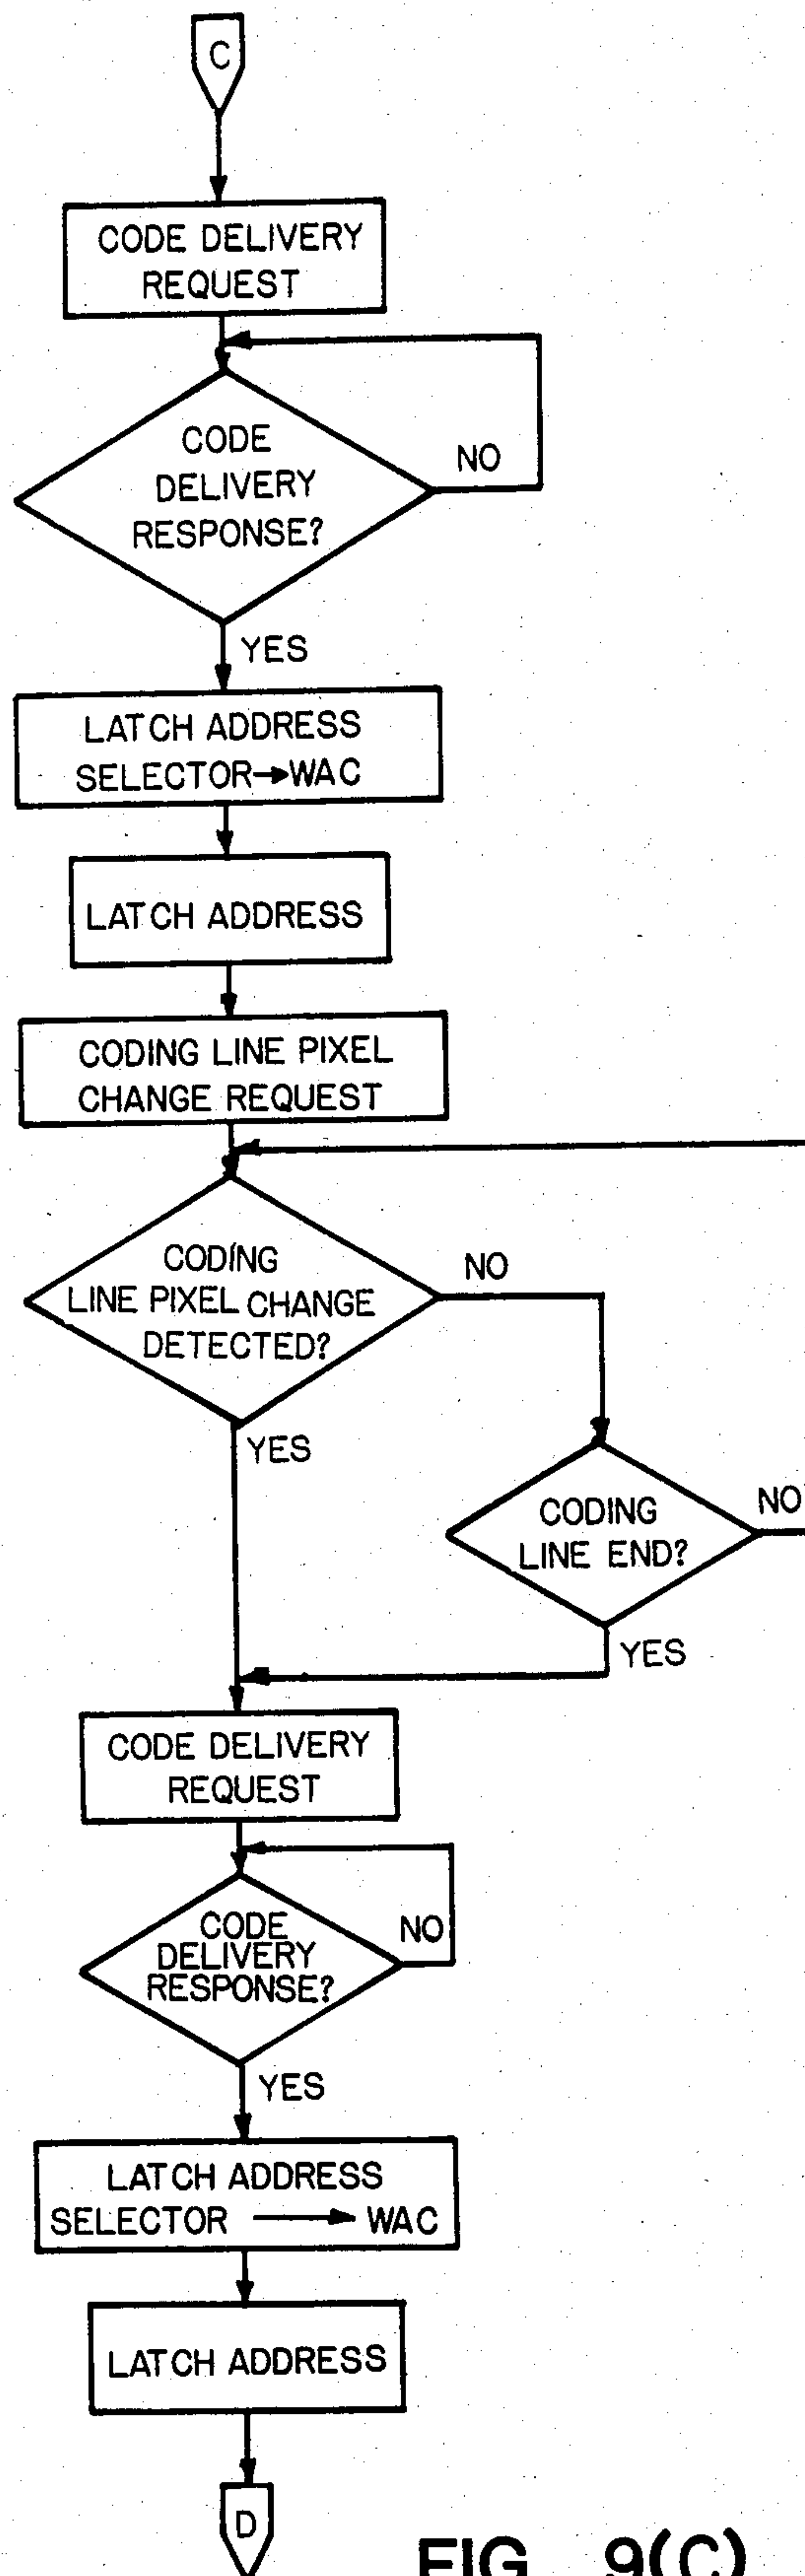 C
CODE DELIVERY
REQUEST
CODE
DELIVERY
RESPONSE?
NO
YES
LATCH ADDRESS
SELECTOR→WAC
LATCH ADDRESS
CODING LINE PIXEL
CHANGE REQUEST
CODING
LINE PIXEL CHANGE
DETECTED?
NO
YES
CODING
LINE END?
NO
YES
CODE DELIVERY
REQUEST
CODE
DELIVERY
RESPONSE?
NO
YES
LATCH ADDRESS
SELECTOR → WAC
LATCH ADDRESS
D
FIG. 9(C)